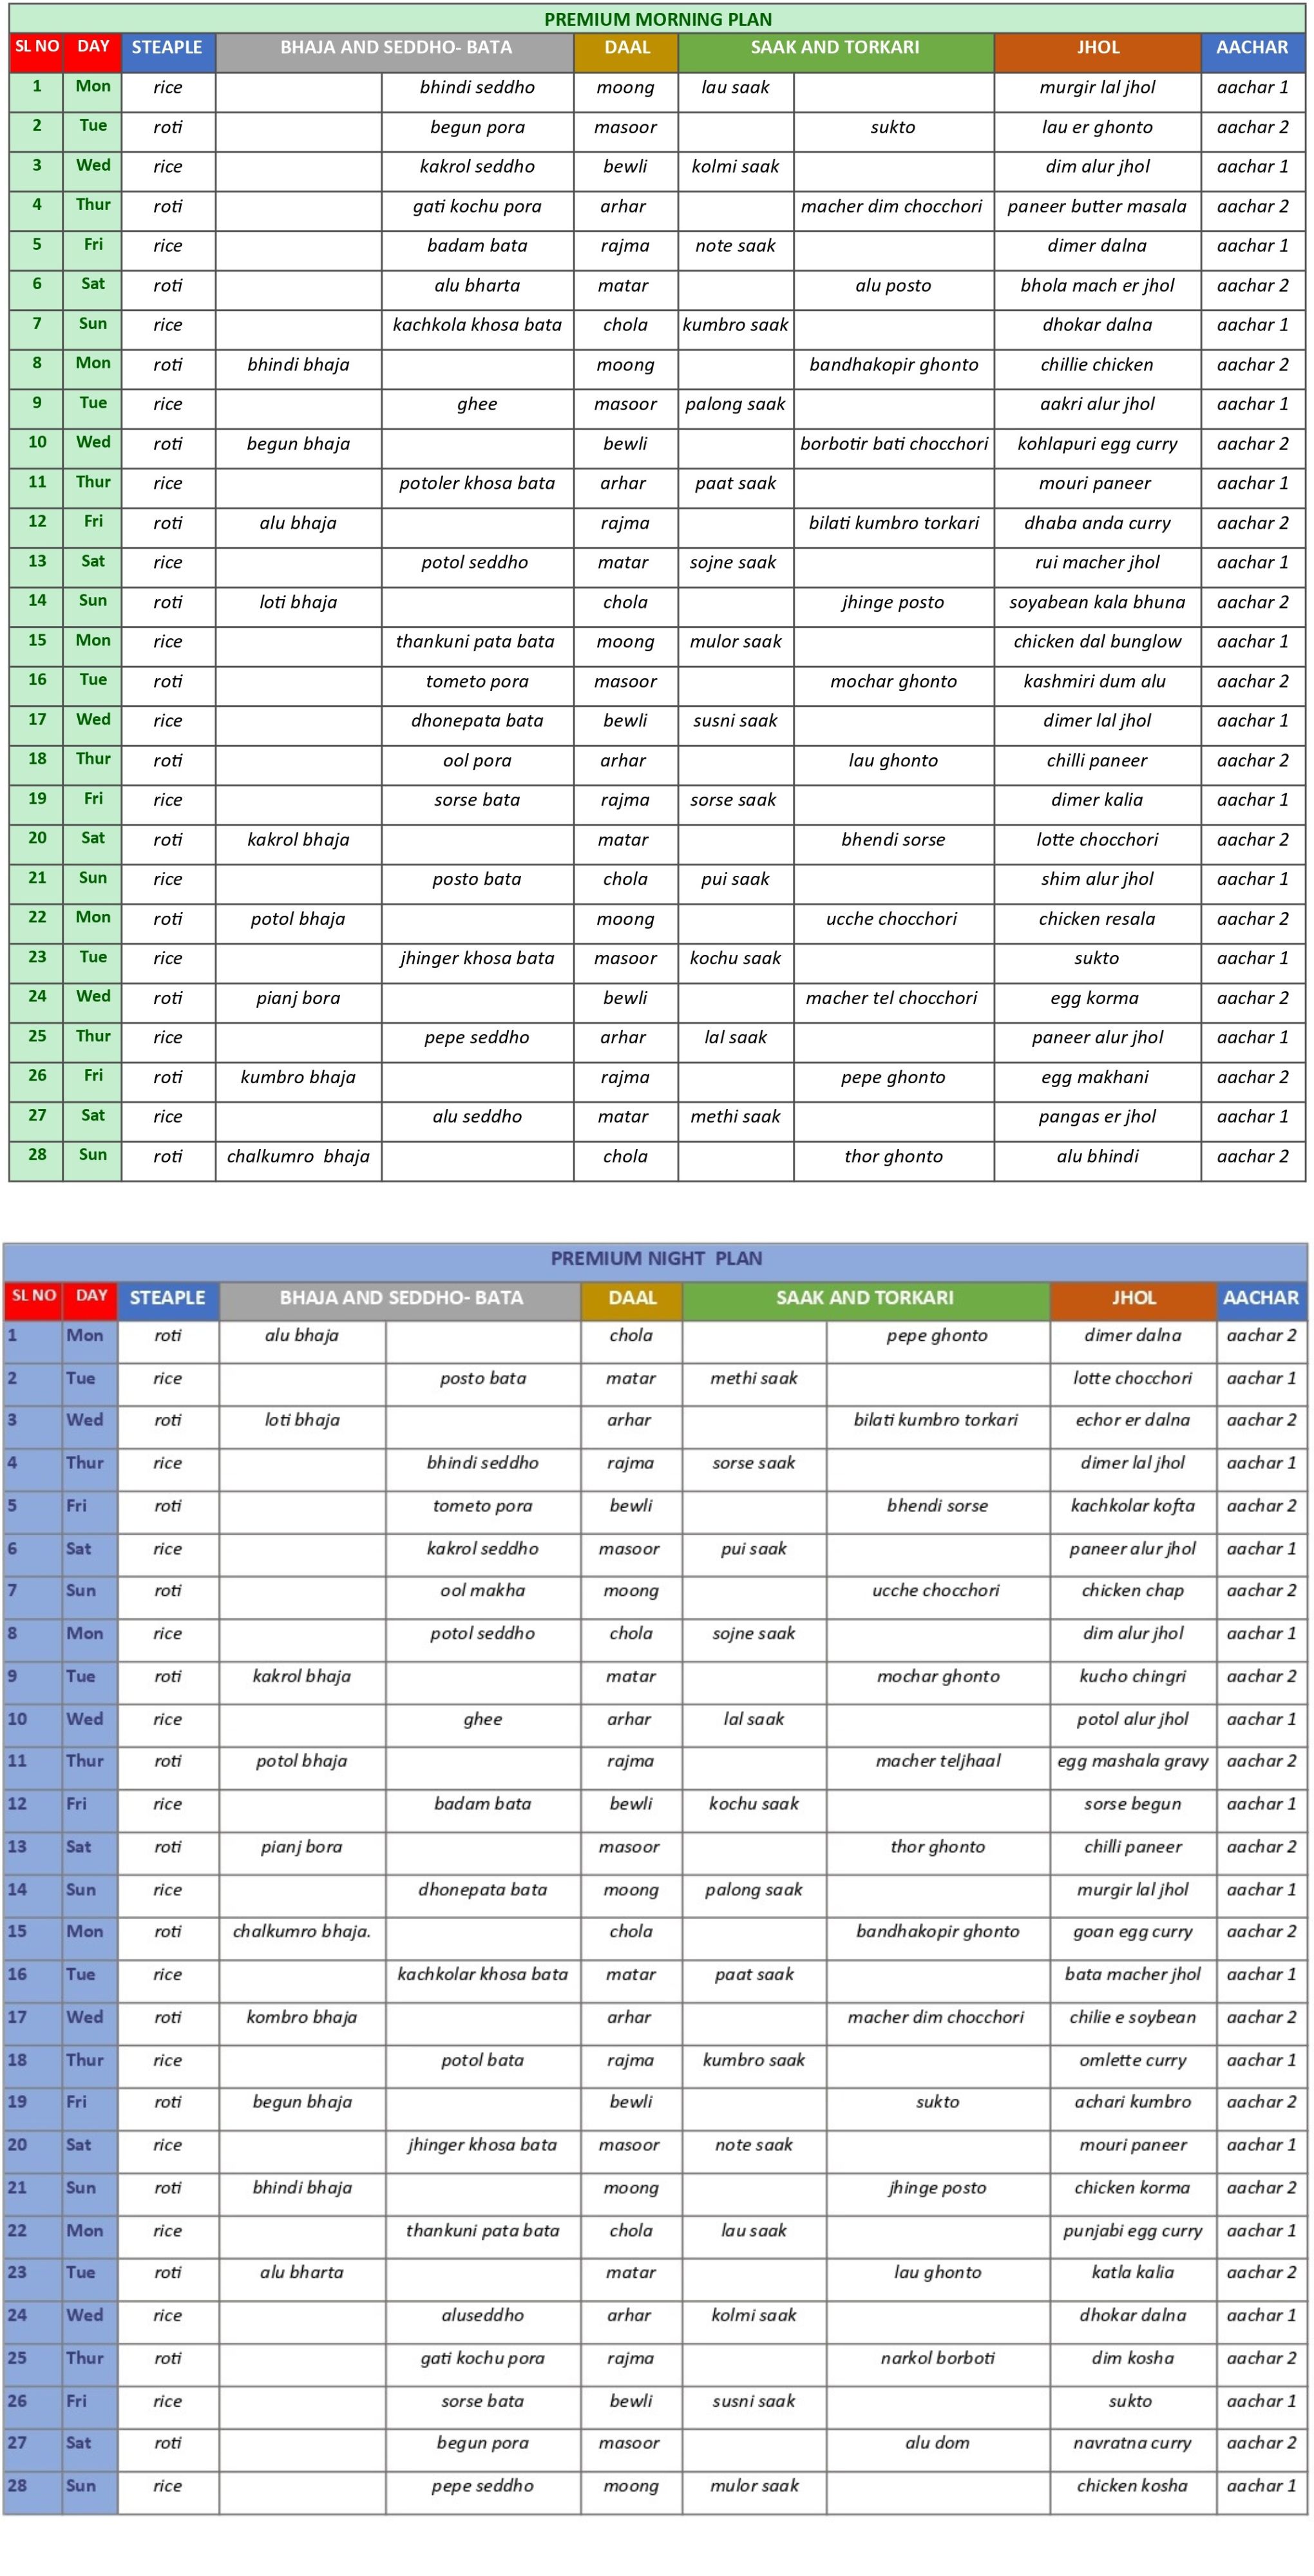 PREMIUM MORNING PLAN
SL NO DAY STEAPLE BHAJA AND SEDDHO- BATA DAAL SAAK AND TORKARI JHOL AACHAR
1 Mon rice bhindi seddho moong lau saak murgir lal jhol aachar 1
2 Tue roti begun pora masoor sukto lau er ghonto aachar 2
3 Wed rice kakrol seddho bewli kolmi saak dim alur jhol aachar 1
4 Thur roti gati kochu pora arhar macher dim chocchori paneer butter masala aachar 2
5 Fri rice badam bata rajma note saak dimer dalna aachar 1
6 Sat roti alu bharta matar alu posto bhola mach er jhol aachar 2
7 Sun rice kachkola khosa bata chola kumbro saak dhokar dalna aachar 1
8 Mon roti bhindi bhaja moong bandhakopir ghonto chillie chicken aachar 2
9 Tue rice ghee masoor palong saak aakri alur jhol aachar 1
10 Wed roti begun bhaja bewli borbotir bati chocchori kohlapuri egg curry aachar 2
11 Thur rice potoler khosa bata arhar paat saak mouri paneer aachar 1
12 Fri roti alu bhaja rajma bilati kumbro torkari dhaba anda curry aachar 2
13 Sat rice potol seddho matar sojne saak rui macher jhol aachar 1
14 Sun roti loti bhaja chola jhinge posto soyabean kala bhuna aachar 2
15 Mon rice thankuni pata bata moong mulor saak chicken dal bunglow aachar 1
16 Tue roti tometo pora masoor mochar ghonto kashmiri dum alu aachar 2
17 Wed rice dhonepata bata bewli susni saak dimer lal jhol aachar 1
18 Thur roti ool pora arhar lau ghonto chilli paneer aachar 2
19 Fri rice sorse bata rajma sorse saak dimer kalia aachar 1
20 Sat roti kakrol bhaja matar bhendi sorse lotte chocchori aachar 2
21 Sun rice posto bata chola pui saak shim alur jhol aachar 1
22 Mon roti potol bhaja moong ucche chocchori chicken resala aachar 2
23 Tue rice jhinger khosa bata masoor kochu saak sukto aachar 1
24 Wed roti pianj bora bewli macher tel chocchori egg korma aachar 2
25 Thur rice pepe seddho arhar lal saak paneer alur jhol aachar 1
26 Fri roti kumbro bhaja rajma pepe ghonto egg makhani aachar 2
27 Sat rice alu seddho matar methi saak pangas er jhol aachar 1
28 Sun roti chalkumro bhaja chola thor ghonto alu bhindi aachar 2
PREMIUM NIGHT PLAN
SL NO DAY STEAPLE BHAJA AND SEDDHO- BATA DAAL SAAK AND TORKARI JHOL AACHAR
1 Mon roti alu bhaja chola pepe ghonto dimer dalna aachar 2
2 Tue rice posto bata matar methi saak lotte chocchori aachar 1
3 Wed roti loti bhaja arhar bilati kumbro torkari echor er dalna aachar 2
4 Thur rice bhindi seddho rajma sorse saak dimer lal jhol aachar 1
5 Fri roti tometo pora bewli bhendi sorse kachkolar kofta aachar 2
6 Sat rice kakrol seddho masoor pui saak paneer alur jhol aachar 1
7 Sun roti ool makha moong ucche chocchori chicken chap aachar 2
8 Mon rice potol seddho chola sojne saak dim alur jhol aachar 1
9 Tue roti kakrol bhaja matar mochar ghonto kucho chingri aachar 2
10 Wed rice ghee arhar lal saak potol alur jhol aachar 1
11 Thur roti potol bhaja rajma macher teljhaal egg mashala gravy aachar 2
12 Fri rice badam bata bewli kochu saak sorse begun aachar 1
13 Sat roti pianj bora masoor thor ghonto chilli paneer aachar 2
14 Sun rice dhonepata bata moong palong saak murgir lal jhol aachar 1
15 Mon roti chalkumro bhaja. chola bandhakopir ghonto goan egg curry aachar 2
16 Tue rice kachkolar khosa bata matar paat saak bata macher jhol aachar 1
17 Wed roti kombro bhaja arhar macher dim chocchori chilie e soybean aachar 2
18 Thur rice potol bata rajma kumbro saak omlette curry aachar 1
19 Fri roti begun bhaja bewli sukto achari kumbro aachar 2
20 Sat rice jhinger khosa bata masoor note saak mouri paneer aachar 1
21 Sun roti bhindi bhaja moong jhinge posto chicken korma aachar 2
22 Mon rice thankuni pata bata chola lau saak punjabi egg curry aachar 1
23 Tue roti alu bharta matar lau ghonto katla kalia aachar 2
24 Wed rice aluseddho arhar kolmi saak dhokar dalna aachar 1
25 Thur roti gati kochu pora rajma narkol borboti dim kosha aachar 2
26 Fri rice sorse bata bewli susni saak sukto aachar 1
27 Sat roti begun pora masoor alu dom navratna curry aachar 2
28 Sun rice pepe seddho moong mulor saak chicken kosha aachar 1